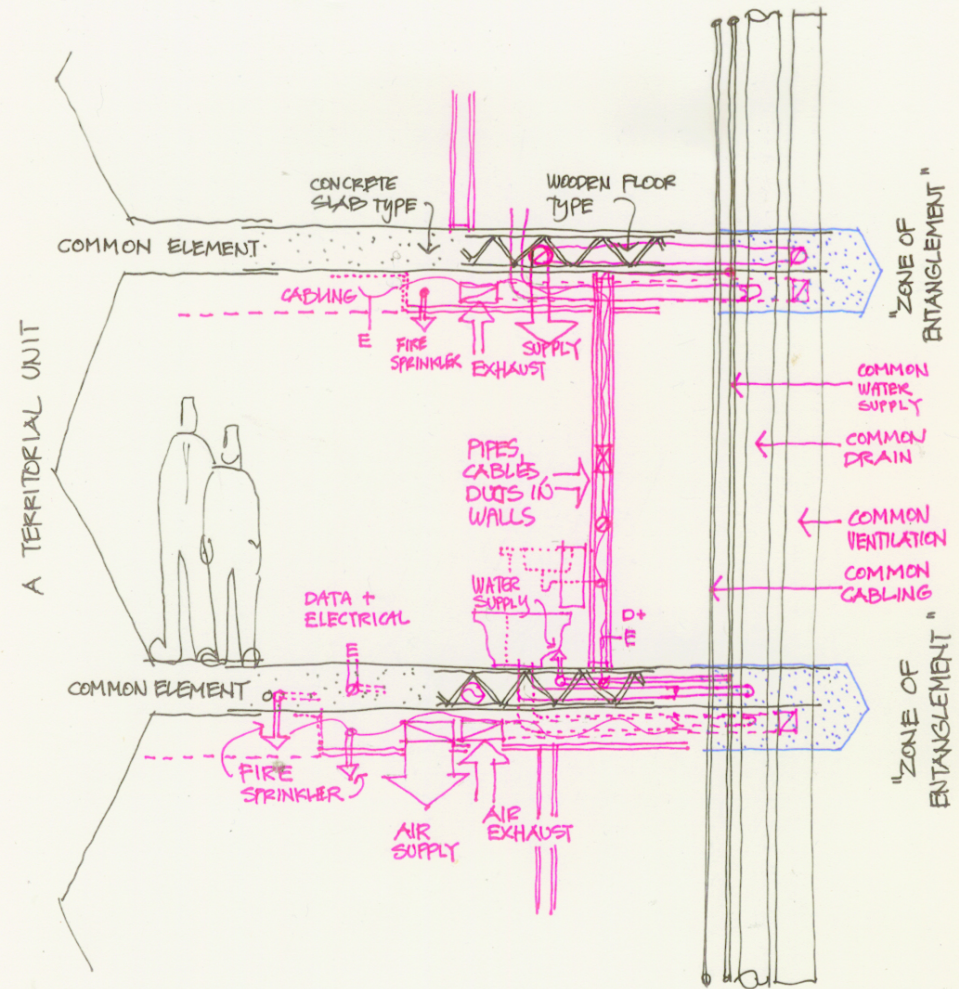 CONCRETE
SLAB TYPE
WOODEN FLOOR
TYPE
COMMON ELEMENT
CABLING
E
FIRE
SPRINKLER
EXHAUST
SUPPLY
"ZONE OF
ENTANGLEMENT"
A TERRITORIAL UNIT
COMMON
WATER
SUPPLY
COMMON
DRAIN
PIPES,
CABLES,
DUCTS IN
WALLS
COMMON
VENTILATION
COMMON
CABLING
WATER
SUPPLY
DATA +
ELECTRICAL
E
D+
E
COMMON ELEMENT
FIRE
SPRINKLER
AIR
SUPPLY
AIR
EXHAUST
"ZONE OF
ENTANGLEMENT"